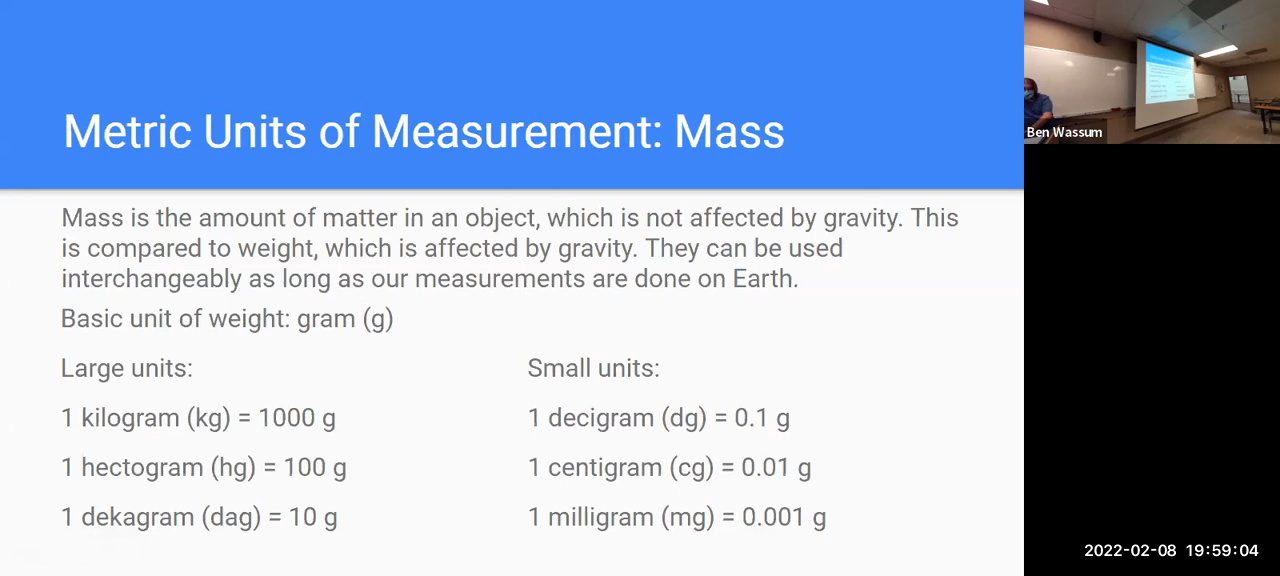 Metric Units of Measurement: Mass
Mass is the amount of matter in an object, which is not affected by gravity. This
is compared to weight, which is affected by gravity. They can be used
interchangeably as long as our measurements are done on Earth.
Basic unit of weight: gram (g)
Large units:
1 kilogram (kg) = 1000 g
1 hectogram (hg) = 100 g
1 dekagram (dag) = 10 g
Small units:
1 decigram (dg) = 0.1 g
1 centigram (cg) = 0.01 g
1 milligram (mg) = 0.001 g
Ben Wassum
2022-02-08 19:59:04